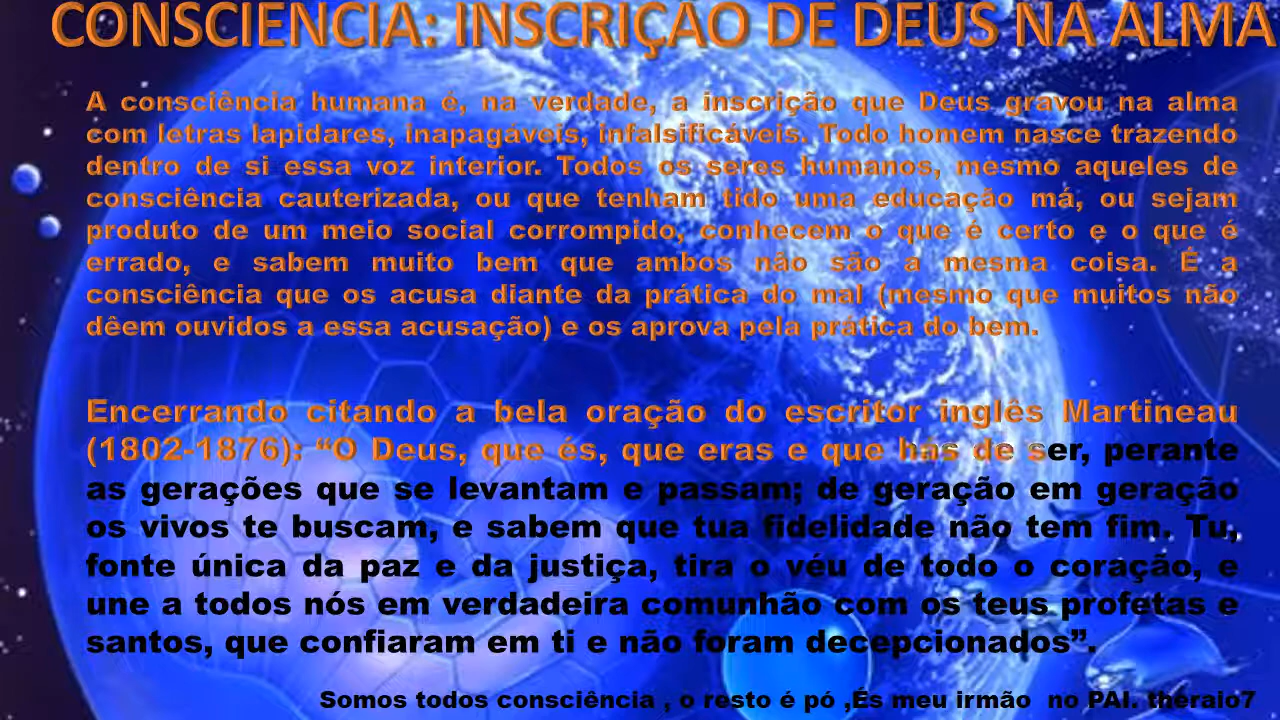 CONSCIÊNCIA: INSCRIÇÃO DE DEUS NA ALMA
A consciência humana é, na verdade, a inscrição que Deus gravou na alma
com letras lapidares, inapagáveis, infalsificáveis. Todo homem nasce trazendo
dentro de si essa voz interior. Todos os seres humanos, mesmo aqueles de
consciência cauterizada, ou que tenham tido uma educação má, ou sejam
produto de um meio social corrompido, conhecem o que é certo e o que é
errado, e sabem muito bem que ambos não são a mesma coisa. É a
consciência que os acusa diante da prática do mal (mesmo que muitos não
dêem ouvidos a essa acusação) e os aprova pela prática do bem.
Encerrando citando a bela oração do escritor inglês Martineau
(1802-1876): “O Deus, que és, que eras e que hás de ser, perante
as gerações que se levantam e passam; de geração em geração
os vivos te buscam, e sabem que tua fidelidade não tem fim. Tu,
fonte única da paz e da justiça, tira o véu de todo o coração, e
une a todos nós em verdadeira comunhão com os teus profetas e
santos, que confiaram em ti e não foram decepcionados”.
Somos todos consciência , o resto é pó ,És meu irmão no PAI. theraio7